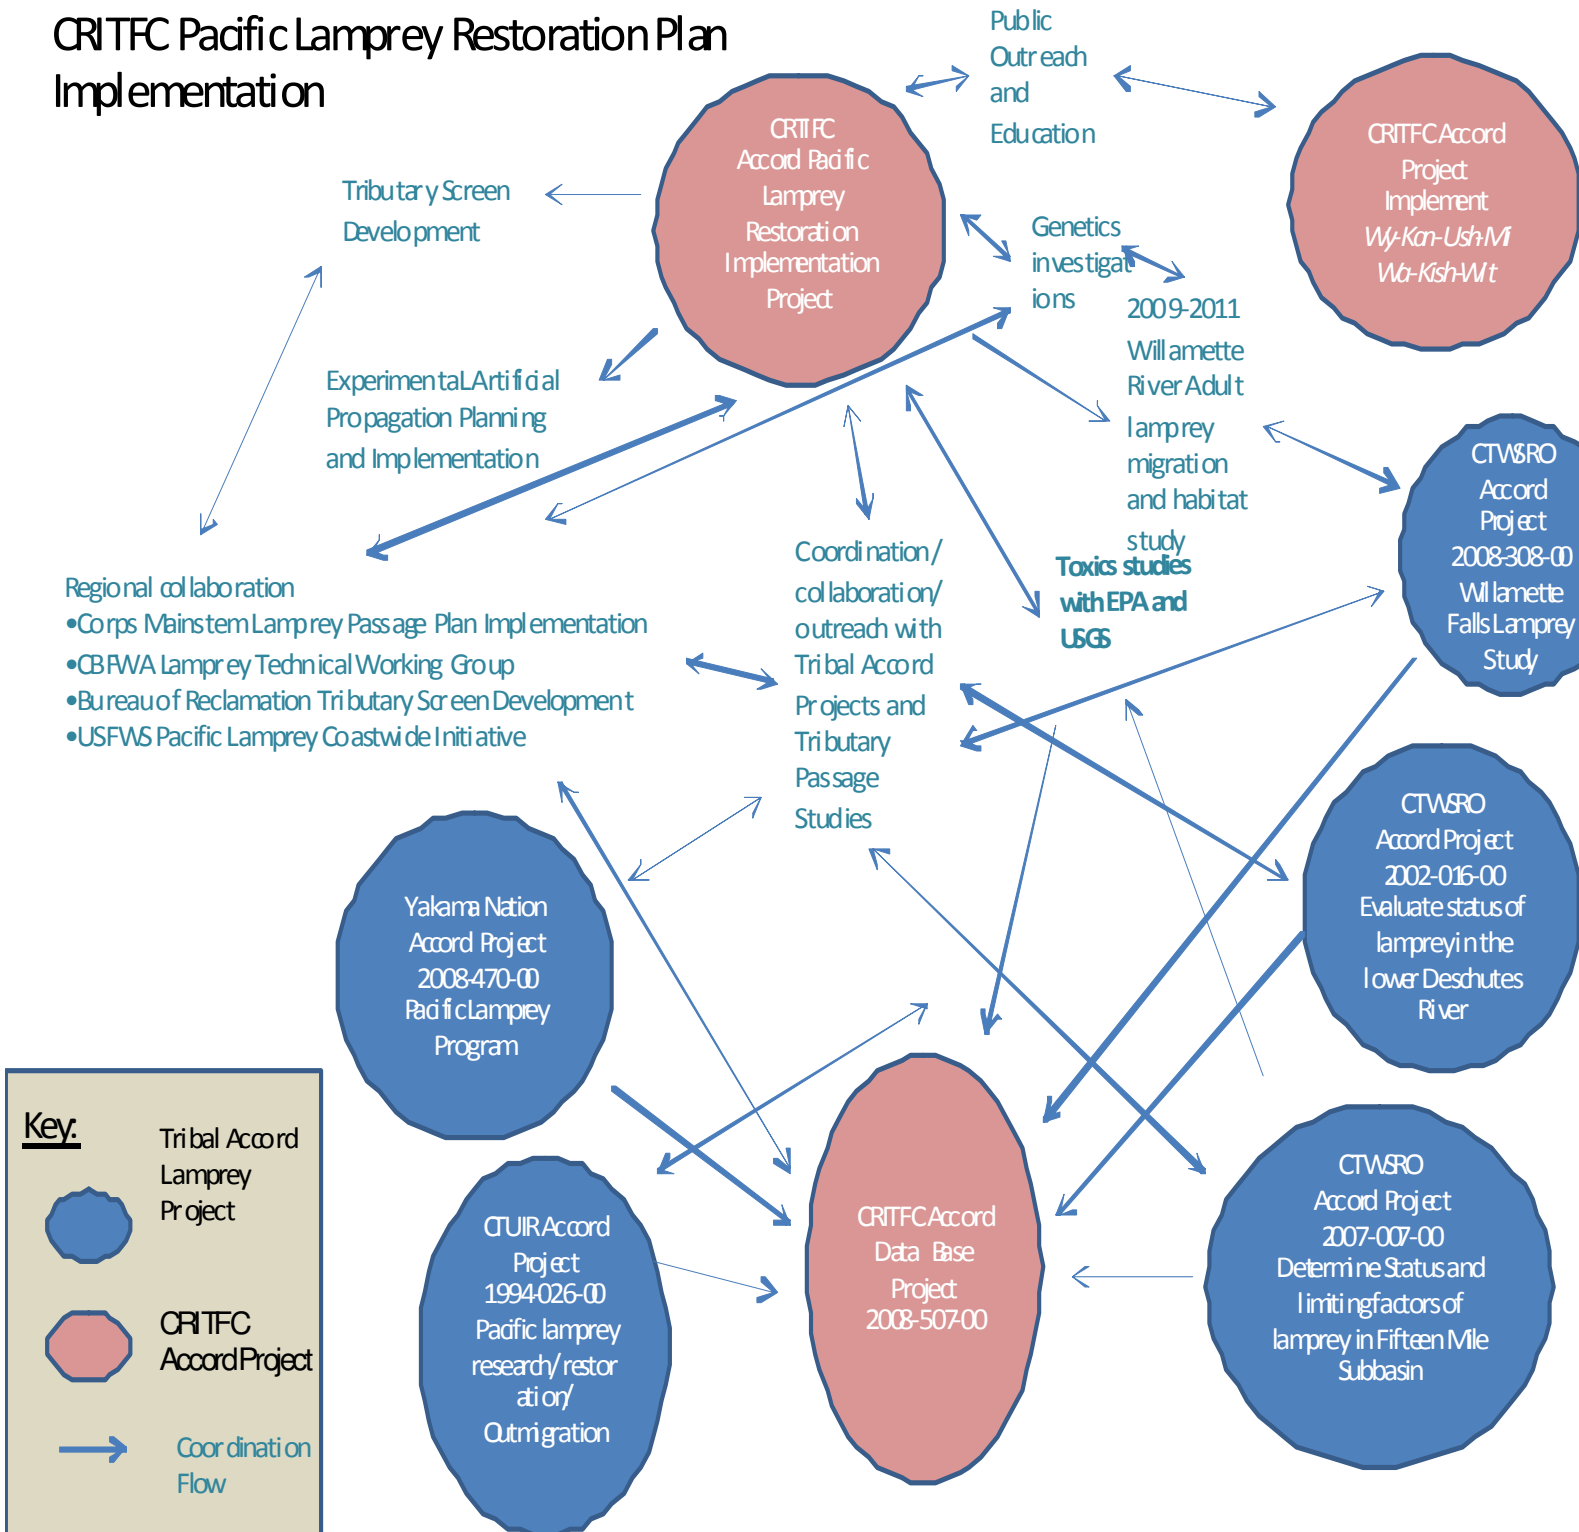 CRITFC Pacific Lamprey Restoration Plan
Implementation
Public
Outreach
and
Education
CRTIFC
Accord Pacific
Lamprey
Restoration
Implementation
Project
CRITFC Accord
Project
Implement
Wy-Kan-Ush-Mi
Wa-Kish-Wit
Tributary Screen
Development
Genetics
investigat
ions
2009-2011
Willamette
River Adult
lamprey
migration
and habitat
study
Experimental.Artificial
Propagation Planning
and Implementation
CTWSRO
Accord
Project
2008-308-00
Willamette
Falls Lamprey
Study
Coordination/
collaboration/
outreach with
Tribal Accord
Projects and
Tributary
Passage
Studies
Toxics studies
with EPA and
USGS
Regional collaboration
•Corps Mainstem Lamprey Passage Plan Implementation
•CBFWA Lamprey Technical Working Group
•Bureau of Reclamation Tributary Screen Development
•USFWS Pacific Lamprey Coastwide Initiative
CTWSRO
Accord Project
2002-016-00
Evaluate status of
lamprey in the
lower Deschutes
River
Yakama Nation
Accord Project
2008-470-00
Pacific Lamprey
Program
CTUIR Accord
Project
1994-026-00
Pacific lamprey
research/restor
ation/
Outmigration
CRITFC Accord
Data Base
Project
2008-507-00
CTWSRO
Accord Project
2007-007-00
Determine Status and
limiting factors of
lamprey in Fifteen Mile
Subbasin
Key:
Tribal Accord
Lamprey
Project
CRITFC
Accord Project
Coordination
Flow